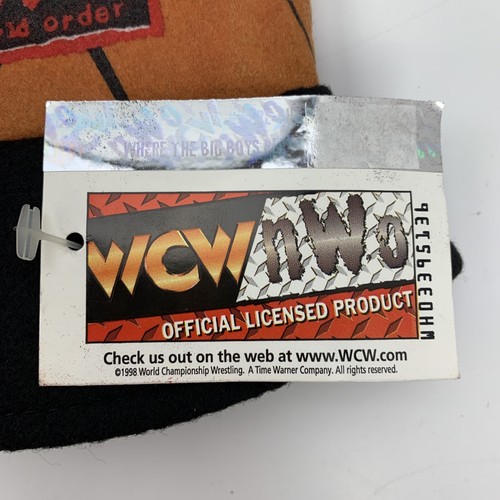 ld order
WHERE THE BIG BOYS
WCW nWo
OFFICIAL LICENSED PRODUCT
Check us out on the web at www.WCW.com
©1998 World Championship Wrestling. A Time Warner Company. All rights reserved.